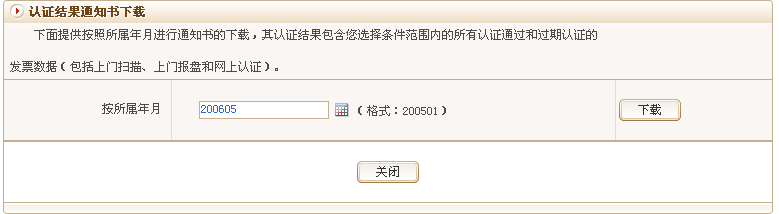 认证结果通知书下载
下面提供按照所属年月进行通知书的下载，其认证结果包含您选择条件范围内的所有认证通过和过期认证的
发票数据（包括上门扫描、上门报盘和网上认证）。
按所属年月 200605 （格式：200501） 下载
关闭